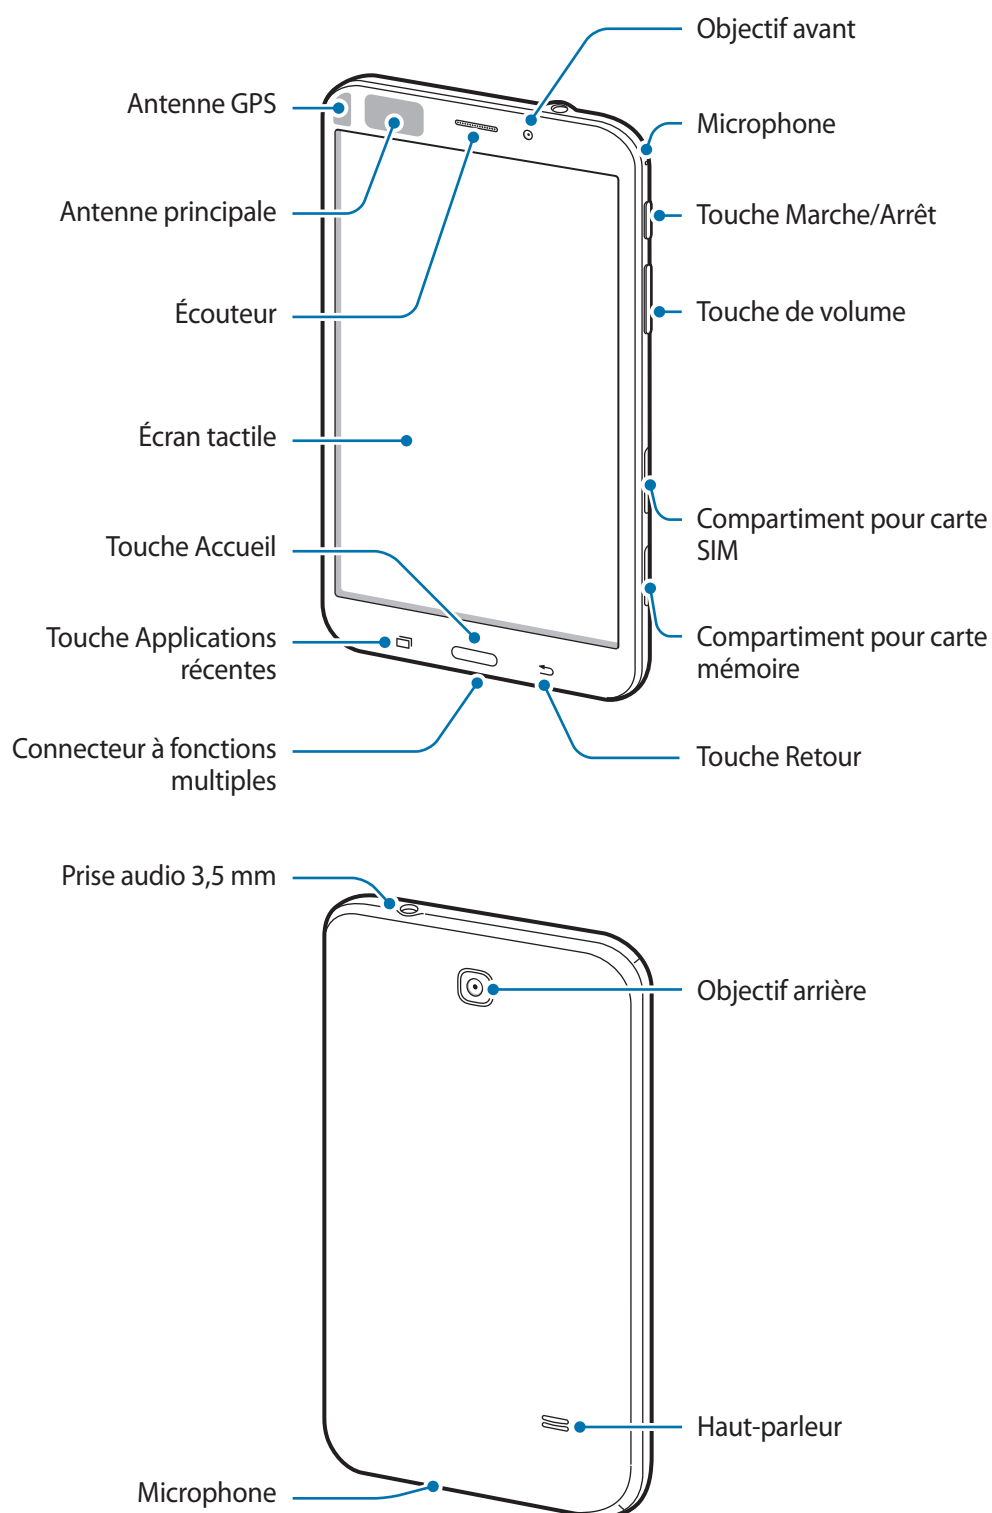 Objectif avant
Antenne GPS
Microphone
Antenne principale
Touche Marche/Arrêt
Écouteur
Touche de volume
Écran tactile
Compartiment pour carte
SIM
Touche Accueil
Touche Applications
récentes
Compartiment pour carte
mémoire
Connecteur à fonctions
multiples
Touche Retour
Prise audio 3,5 mm
Objectif arrière
Haut-parleur
Microphone